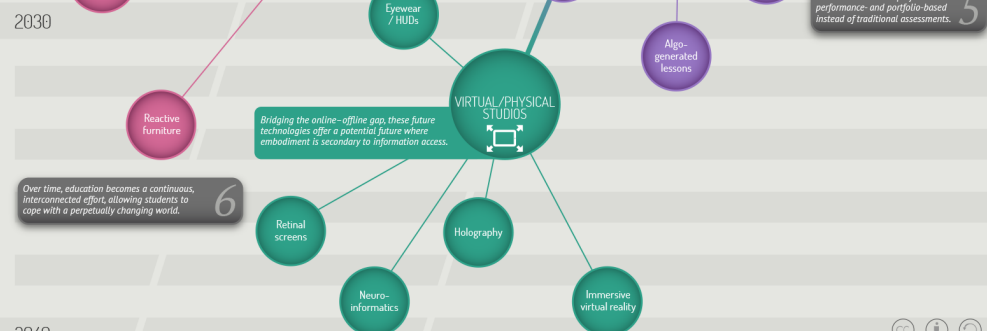 performance- and portfolio-based
instead of traditional assessments.
5
2030
Eyewear
/ HUDs
Algo-
generated
lessons
VIRTUAL/PHYSICAL
STUDIOS
Reactive
furniture
Bridging the online–offline gap, these future
technologies offer a potential future where
embodiment is secondary to information access.
Over time, education becomes a continuous,
interconnected effort, allowing students to
cope with a perpetually changing world.
6
Retinal
screens
Holography
Neuro-
informatics
Immersive
virtual reality